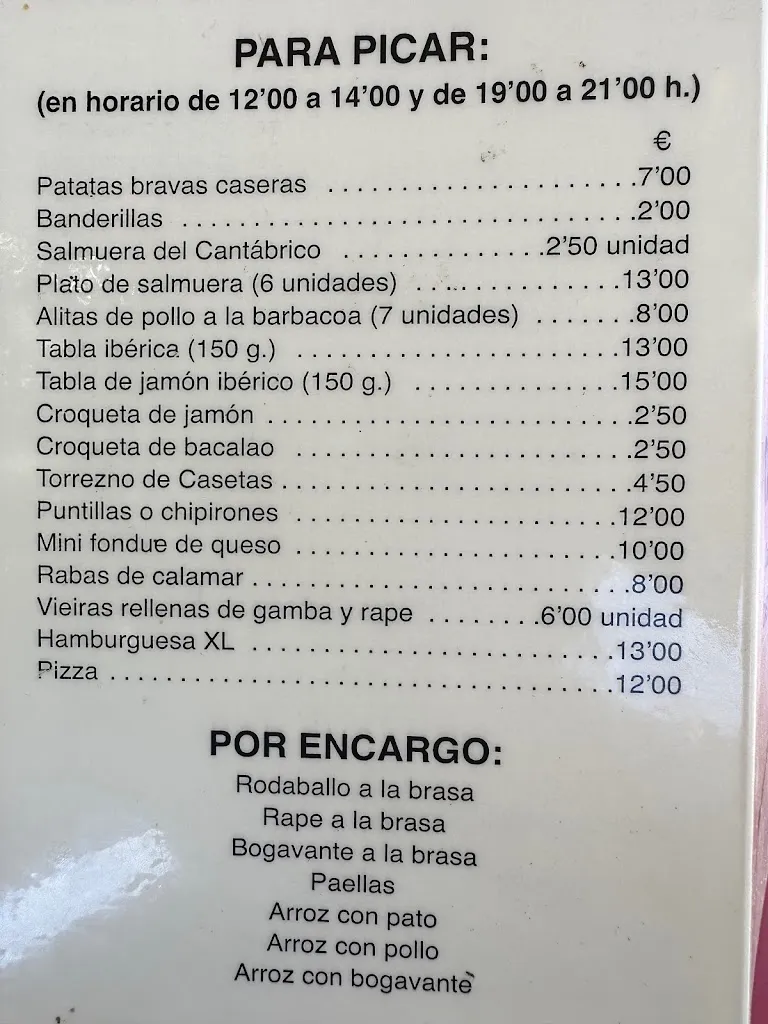 PARA PICAR:
(en horario de 12'00 a 14'00 y de 19'00 a 21'00 h.)
€
Patatas bravas caseras .....................7'00
Banderillas ................................2'00
Salmuera del Cantábrico ..............2'50 unidad
Plato de salmuera (6 unidades) ...............13'00
Alitas de pollo a la barbacoa (7 unidades) .......8'00
Tabla ibérica (150 g.) .......................13'00
Tabla de jamón ibérico (150 g.) ...............15'00
Croqueta de jamón ..........................2'50
Croqueta de bacalao ........................2'50
Torrezno de Casetas .........................4'50
Puntillas o chipirones .......................12'00
Mini fondue de queso .......................10'00
Rabas de calamar ...........................8'00
Vieiras rellenas de gamba y rape ........6'00 unidad
Hamburguesa XL ..........................13'00
Pizza ....................................12'00
POR ENCARGO:
Rodaballo a la brasa
Rape a la brasa
Bogavante a la brasa
Paellas
Arroz con pato
Arroz con pollo
Arroz con bogavante